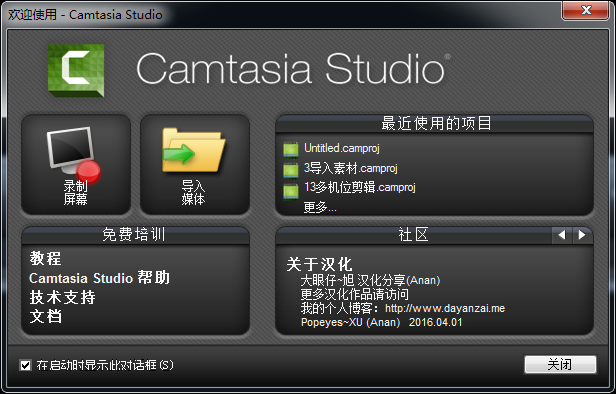 欢迎使用 - Camtasia Studio
Camtasia Studio®
录制
屏幕
导入
媒体
最近使用的项目
Untitled.camproj
3导入素材.camproj
13多机位剪辑.camproj
更多...
免费培训
教程
Camtasia Studio 帮助
技术支持
文档
社区
关于汉化
大眼仔~旭 汉化分享(Anan)
更多汉化作品请访问
我的个人博客：http://www.dayanzai.me
Popeyes~XU (Anan) 2016.04.01
在启动时显示此对话框(S)
关闭